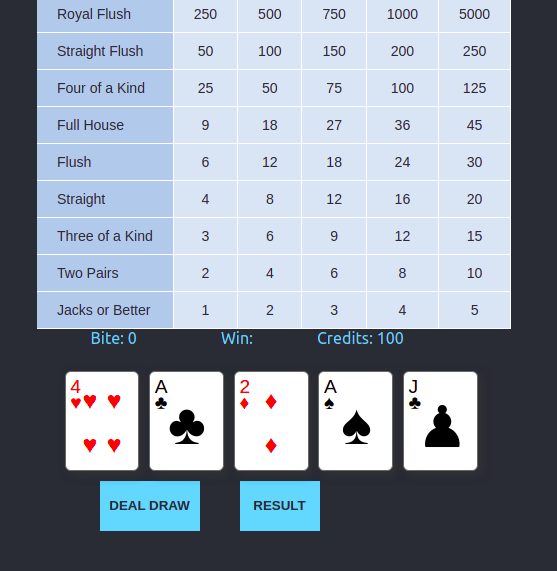 Royal Flush 250 500 750 1000 5000
Straight Flush 50 100 150 200 250
Four of a Kind 25 50 75 100 125
Full House 9 18 27 36 45
Flush 6 12 18 24 30
Straight 4 8 12 16 20
Three of a Kind 3 6 9 12 15
Two Pairs 2 4 6 8 10
Jacks or Better 1 2 3 4 5
Bite: 0 Win: Credits: 100
4 A 2 A J
DEAL DRAW RESULT